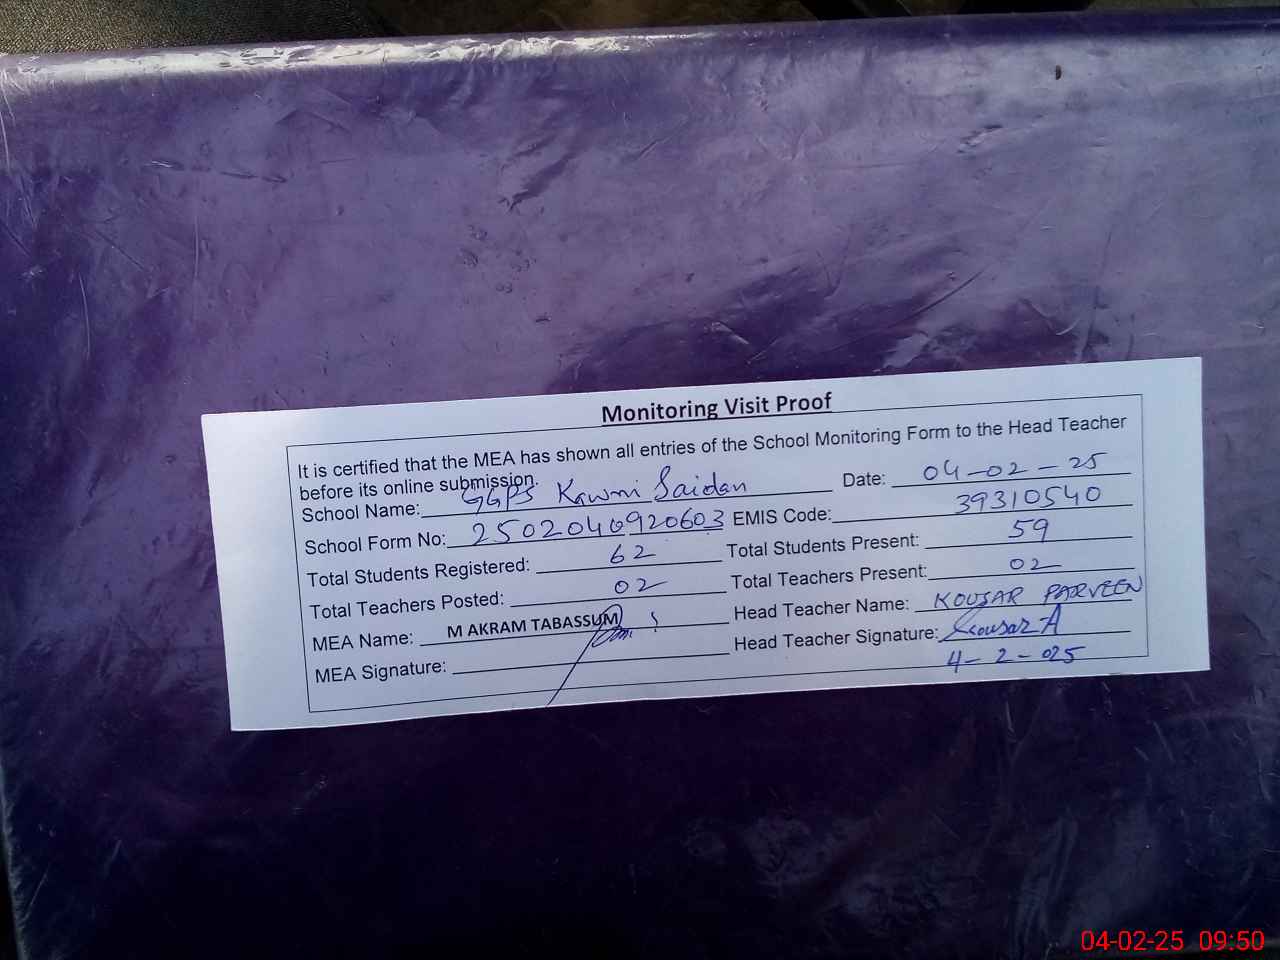 Monitoring Visit Proof
It is certified that the MEA has shown all entries of the School Monitoring Form to the Head Teacher
before its online submission.
School Name: GGPS Kawmi Saidan Date: 04-02-25
School Form No: 2502040920603 EMIS Code: 39310540
Total Students Registered: 62 Total Students Present: 59
Total Teachers Posted: 02 Total Teachers Present: 02
MEA Name: M AKRAM TABASSUM Head Teacher Name: KOUSAR PARVEEN
MEA Signature: Head Teacher Signature: Kousar A
4-2-025
04-02-25 09:50